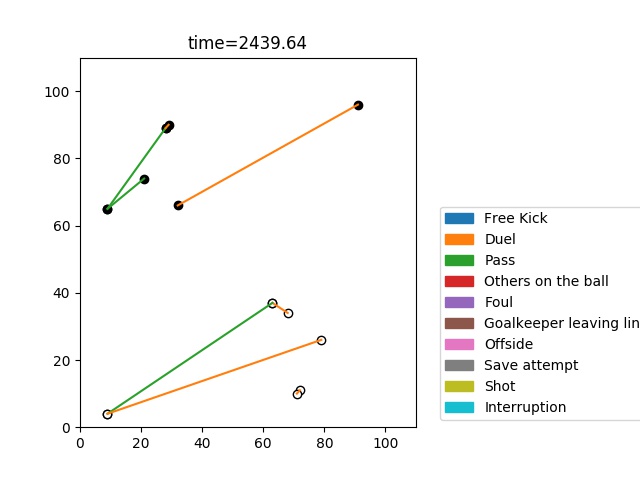 time=2439.64
100
80
60
40
20
0
0 20 40 60 80 100
Free Kick
Duel
Pass
Others on the ball
Foul
Goalkeeper leaving lin
Offside
Save attempt
Shot
Interruption